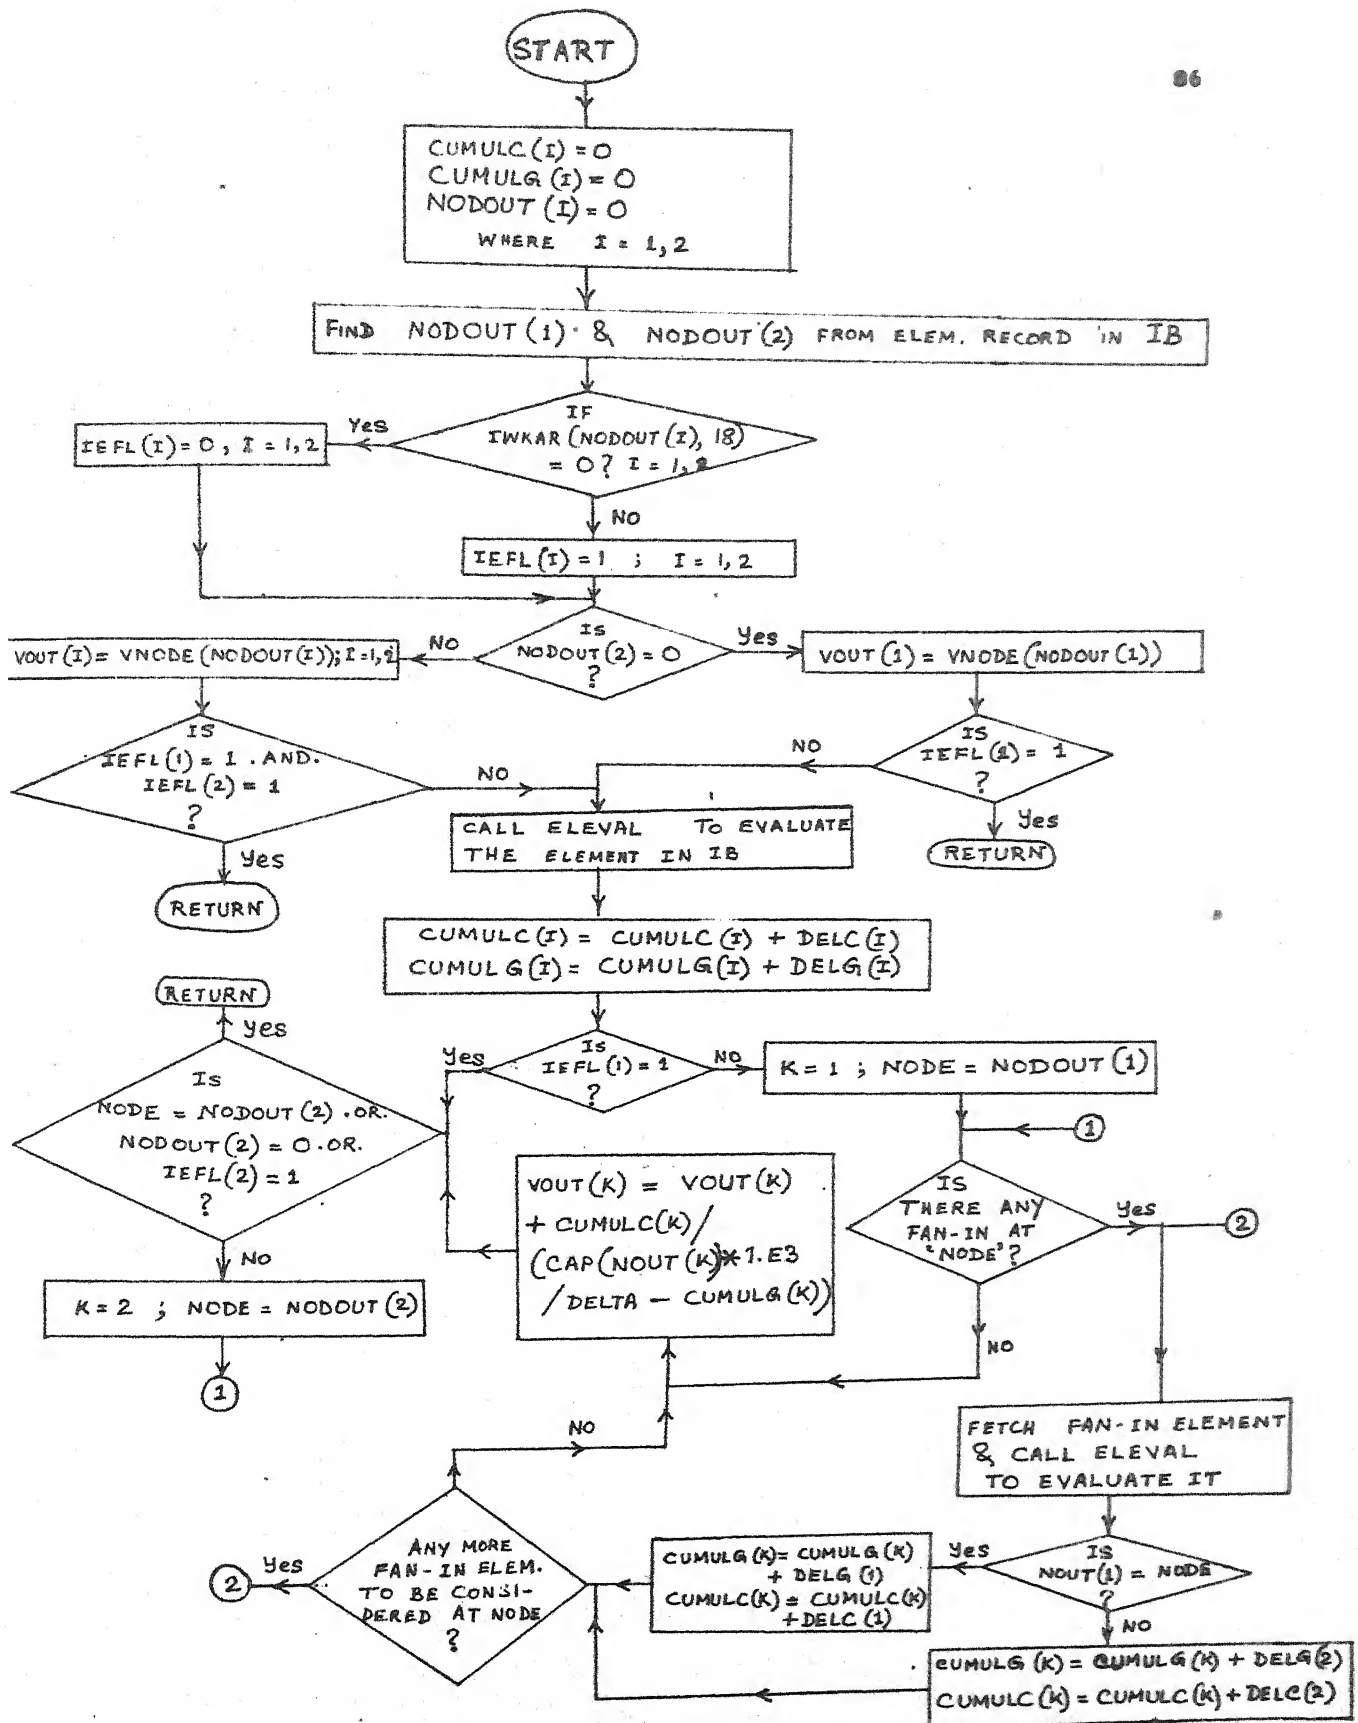 START
86
CUMULC(I) = 0
CUMULG(I) = 0
NODOUT(I) = 0
WHERE I = 1,2
FIND NODOUT(1) & NODOUT(2) FROM ELEM. RECORD IN IB
IF
IWKAR(NODOUT(I),18)
= 0? I = 1,2
Yes
IEFL(I)=0, I=1,2
NO
IEFL(I)=1 ; I=1,2
IS
NODOUT(2)=0
?
NO
VOUT(I)= VNODE(NODOUT(I));I=1,2
Yes
VOUT(1) = VNODE(NODOUT(1))
IS
IEFL(1)=1 .AND.
IEFL(2)=1
?
NO
Yes
RETURN
IS
IEFL(1)=1
?
NO
Yes
RETURN
CALL ELEVAL TO EVALUATE
THE ELEMENT IN IB
CUMULC(I) = CUMULC(I) + DELC(I)
CUMULG(I) = CUMULG(I) + DELG(I)
IS
IEFL(1)=1
?
Yes
NO
K=1 ; NODE = NODOUT(1)
1
RETURN
Yes
IS
NODE = NODOUT(2) .OR.
NODOUT(2) = 0 .OR.
IEFL(2)=1
?
NO
K=2 ; NODE = NODOUT(2)
1
VOUT(K) = VOUT(K)
+ CUMULC(K)/
(CAP(NOUT(K)*1.E3
/DELTA - CUMULG(K))
IS
THERE ANY
FAN-IN AT
'NODE'?
Yes
2
NO
FETCH FAN-IN ELEMENT
& CALL ELEVAL
TO EVALUATE IT
IS
NOUT(1)=NODE
?
Yes
NO
CUMULG(K)= CUMULG(K)
+ DELG(1)
CUMULC(K)= CUMULC(K)
+DELC(1)
CUMULG(K) = CUMULG(K) + DELG(2)
CUMULC(K) = CUMULC(K) + DELC(2)
ANY MORE
FAN-IN ELEM.
TO BE CONSI-
DERED AT NODE
?
NO
Yes
2